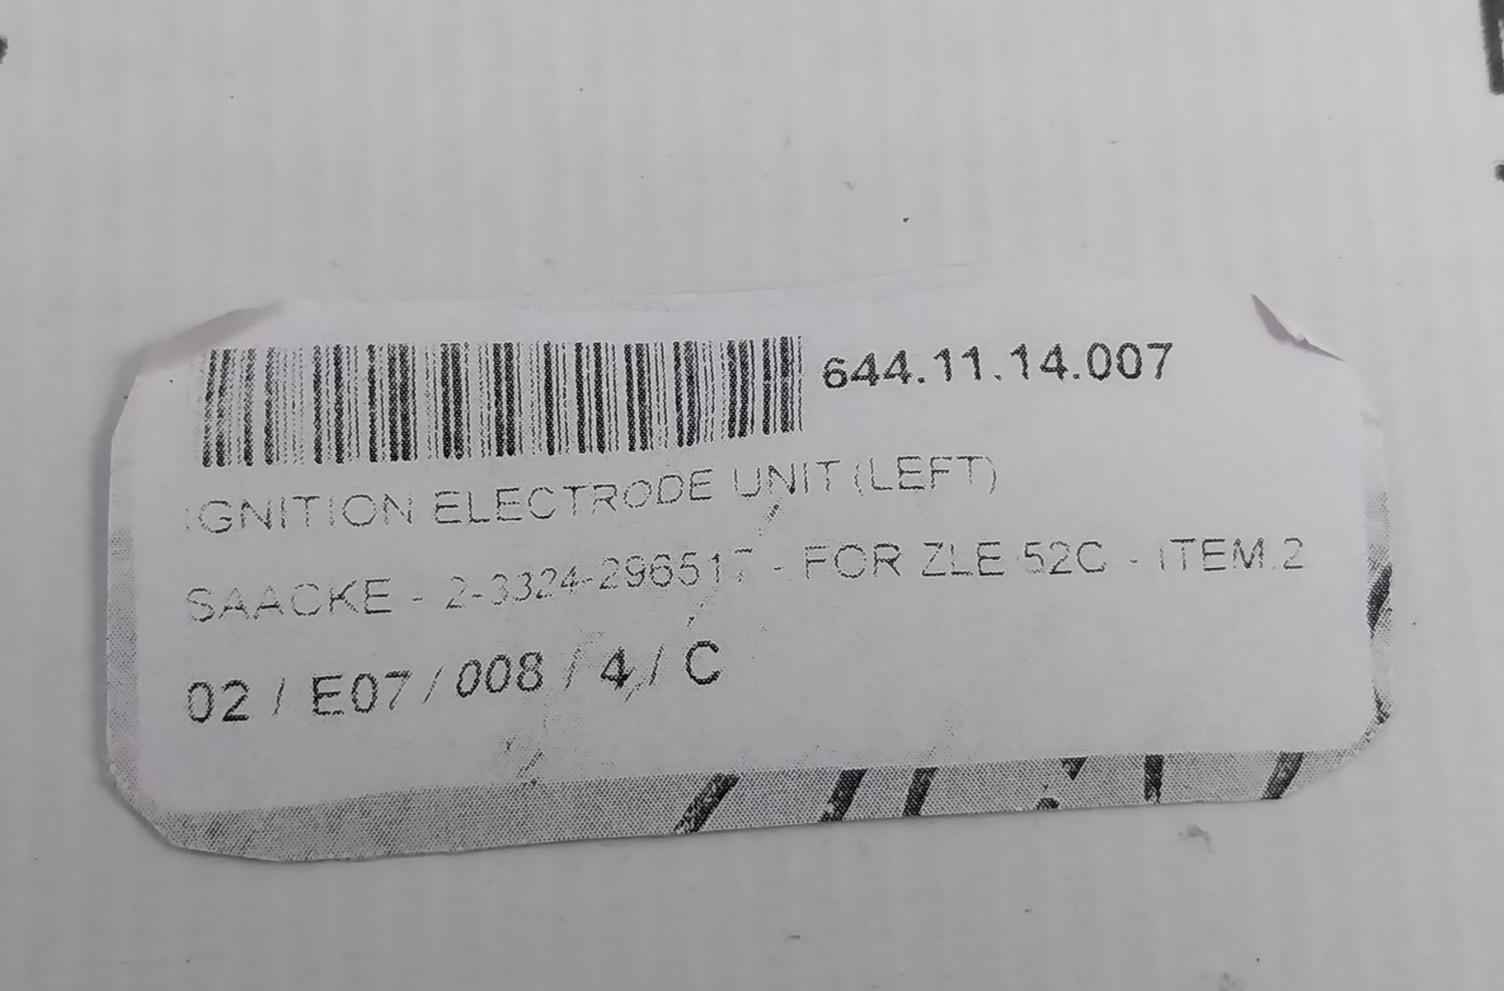 644.11.14.007
IGNITION ELECTRODE UNIT (LEFT)
SAACKE - 2-3324-296517 - FOR ZLE 52C - ITEM.2
02 / E07 / 008 / 4 / C